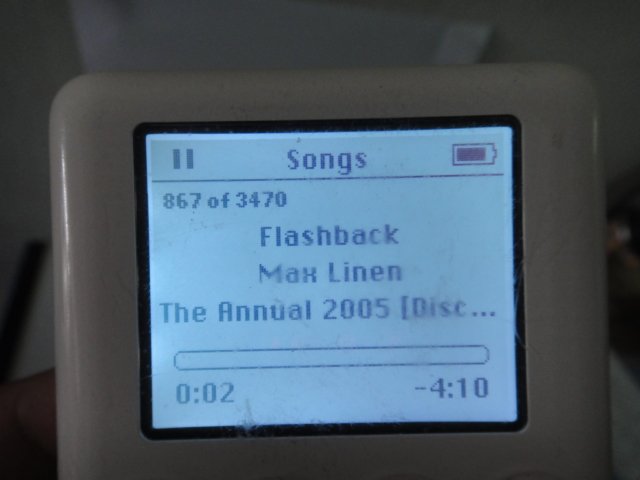 Songs
867 of 3470
Flashback
Max Linen
The Annual 2005 [Disc...
0:02 -4:10